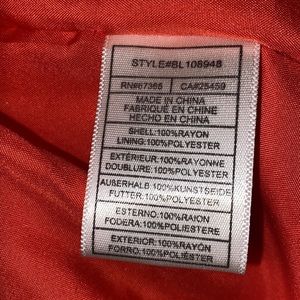 STYLE#BL108948
RN#67365 CA#25459
MADE IN CHINA
FABRIQUÉ EN CHINE
HECHO EN CHINA
SHELL:100%RAYON
LINING:100%POLYESTER
EXTÉRIEUR:100%RAYONNE
DOUBLURE:100%POLYESTER
AUßERHALB:100%KUNSTSEIDE
FUTTER:100%POLYESTER
ESTERNO:100%RAION
FODERA:100%POLIESTERE
EXTERIOR:100%RAYÓN
FORRO:100%POLIÉSTER